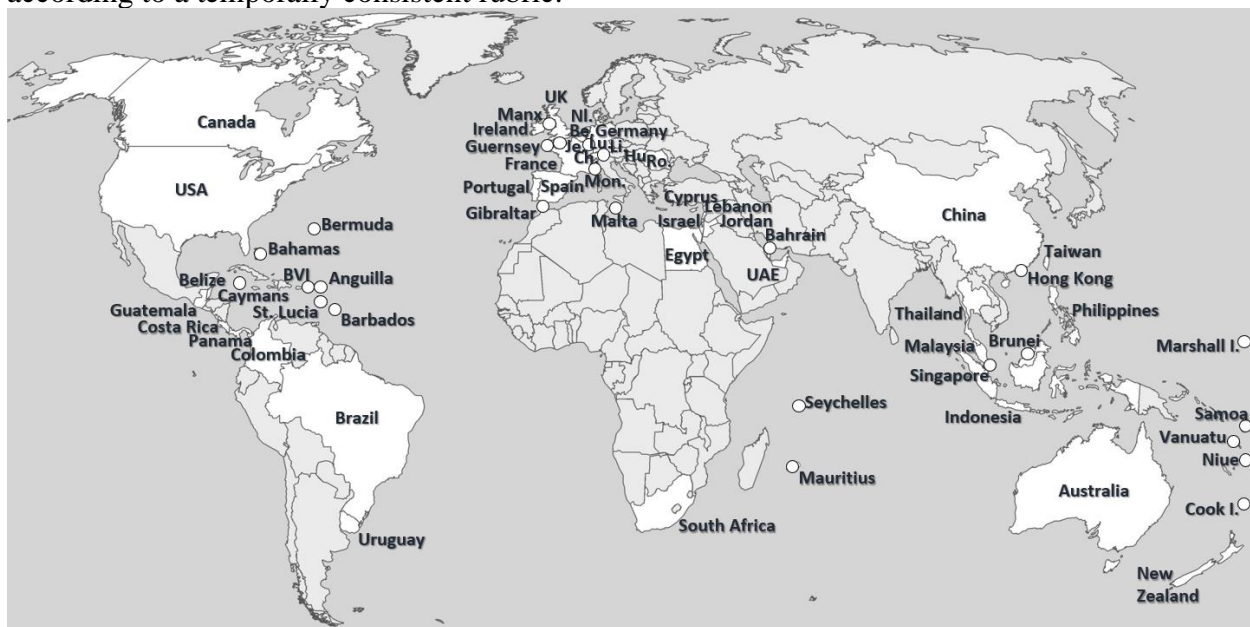 according to a temporally consistent rubric.
UK
Manx
Nl.
Canada
Ireland
Be.
Germany
Guernsey
Je.
Lu.
Li.
France
Ch.
Hu.
Ro.
USA
Portugal
Spain
Mon.
Cyprus
Lebanon
China
Gibraltar
Malta
Israel
Jordan
Bermuda
Bahrain
Bahamas
Egypt
Taiwan
Belize
BVI
Anguilla
UAE
Hong Kong
Caymans
Guatemala
St. Lucia
Barbados
Thailand
Philippines
Costa Rica
Panama
Colombia
Malaysia
Brunei
Marshall I.
Singapore
Seychelles
Brazil
Indonesia
Samoa
Vanuatu
Niue
Mauritius
Australia
Cook I.
South Africa
Uruguay
New
Zealand